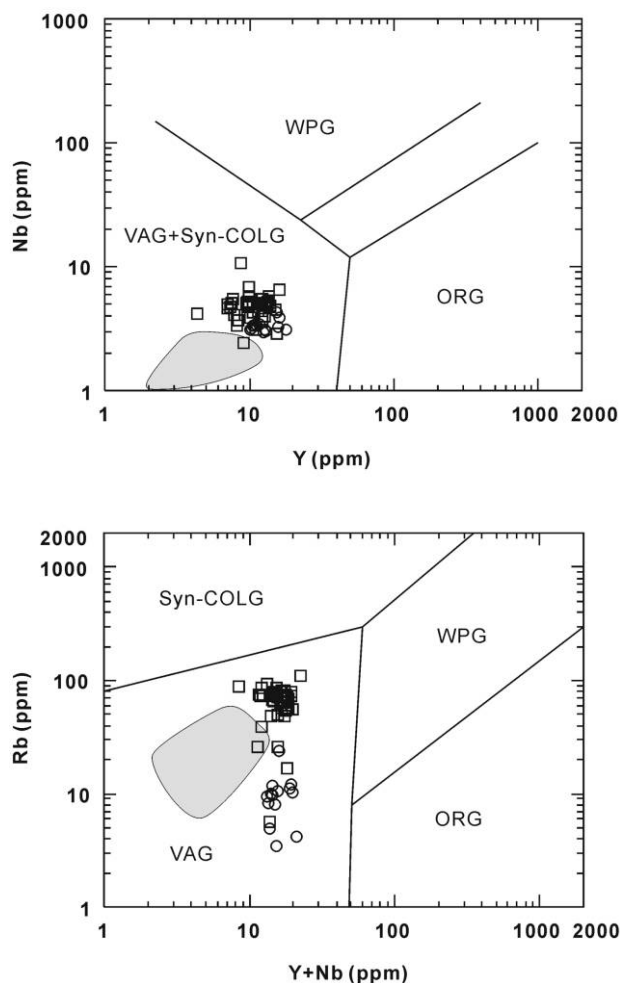 1000
WPG
100
Nb (ppm)
VAG+Syn-COLG
10
ORG
1
1 10 100 1000 2000
Y (ppm)
2000
1000
Syn-COLG
WPG
100
Rb (ppm)
10
ORG
VAG
1
1 10 100 1000 2000
Y+Nb (ppm)